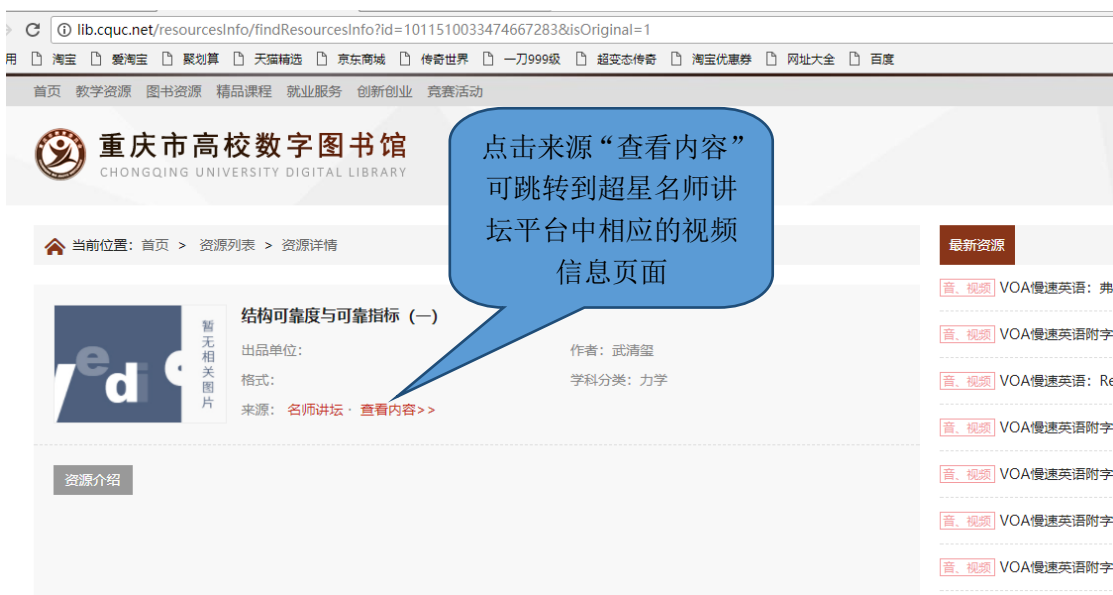 lib.cquc.net/resourcesInfo/findResourcesInfo?id=1011510033474667283&isOriginal=1
用 淘宝 爱淘宝 聚划算 天猫精选 京东商城 传奇世界 一刀999级 超变态传奇 淘宝优惠券 网址大全 百度
首页 教学资源 图书资源 精品课程 就业服务 创新创业 竞赛活动
重庆市高校数字图书馆
CHONGQING UNIVERSITY DIGITAL LIBRARY
点击来源“查看内容”
可跳转到超星名师讲
坛平台中相应的视频
信息页面
当前位置：首页 > 资源列表 > 资源详情
暂无相关图片
结构可靠度与可靠指标（一）
出品单位：
作者：武清玺
格式：
学科分类：力学
来源： 名师讲坛 · 查看内容>>
资源介绍
最新资源
音、视频 VOA慢速英语：弗
音、视频 VOA慢速英语附字
音、视频 VOA慢速英语：Re
音、视频 VOA慢速英语附字
音、视频 VOA慢速英语附字
音、视频 VOA慢速英语附字
音、视频 VOA慢速英语附字